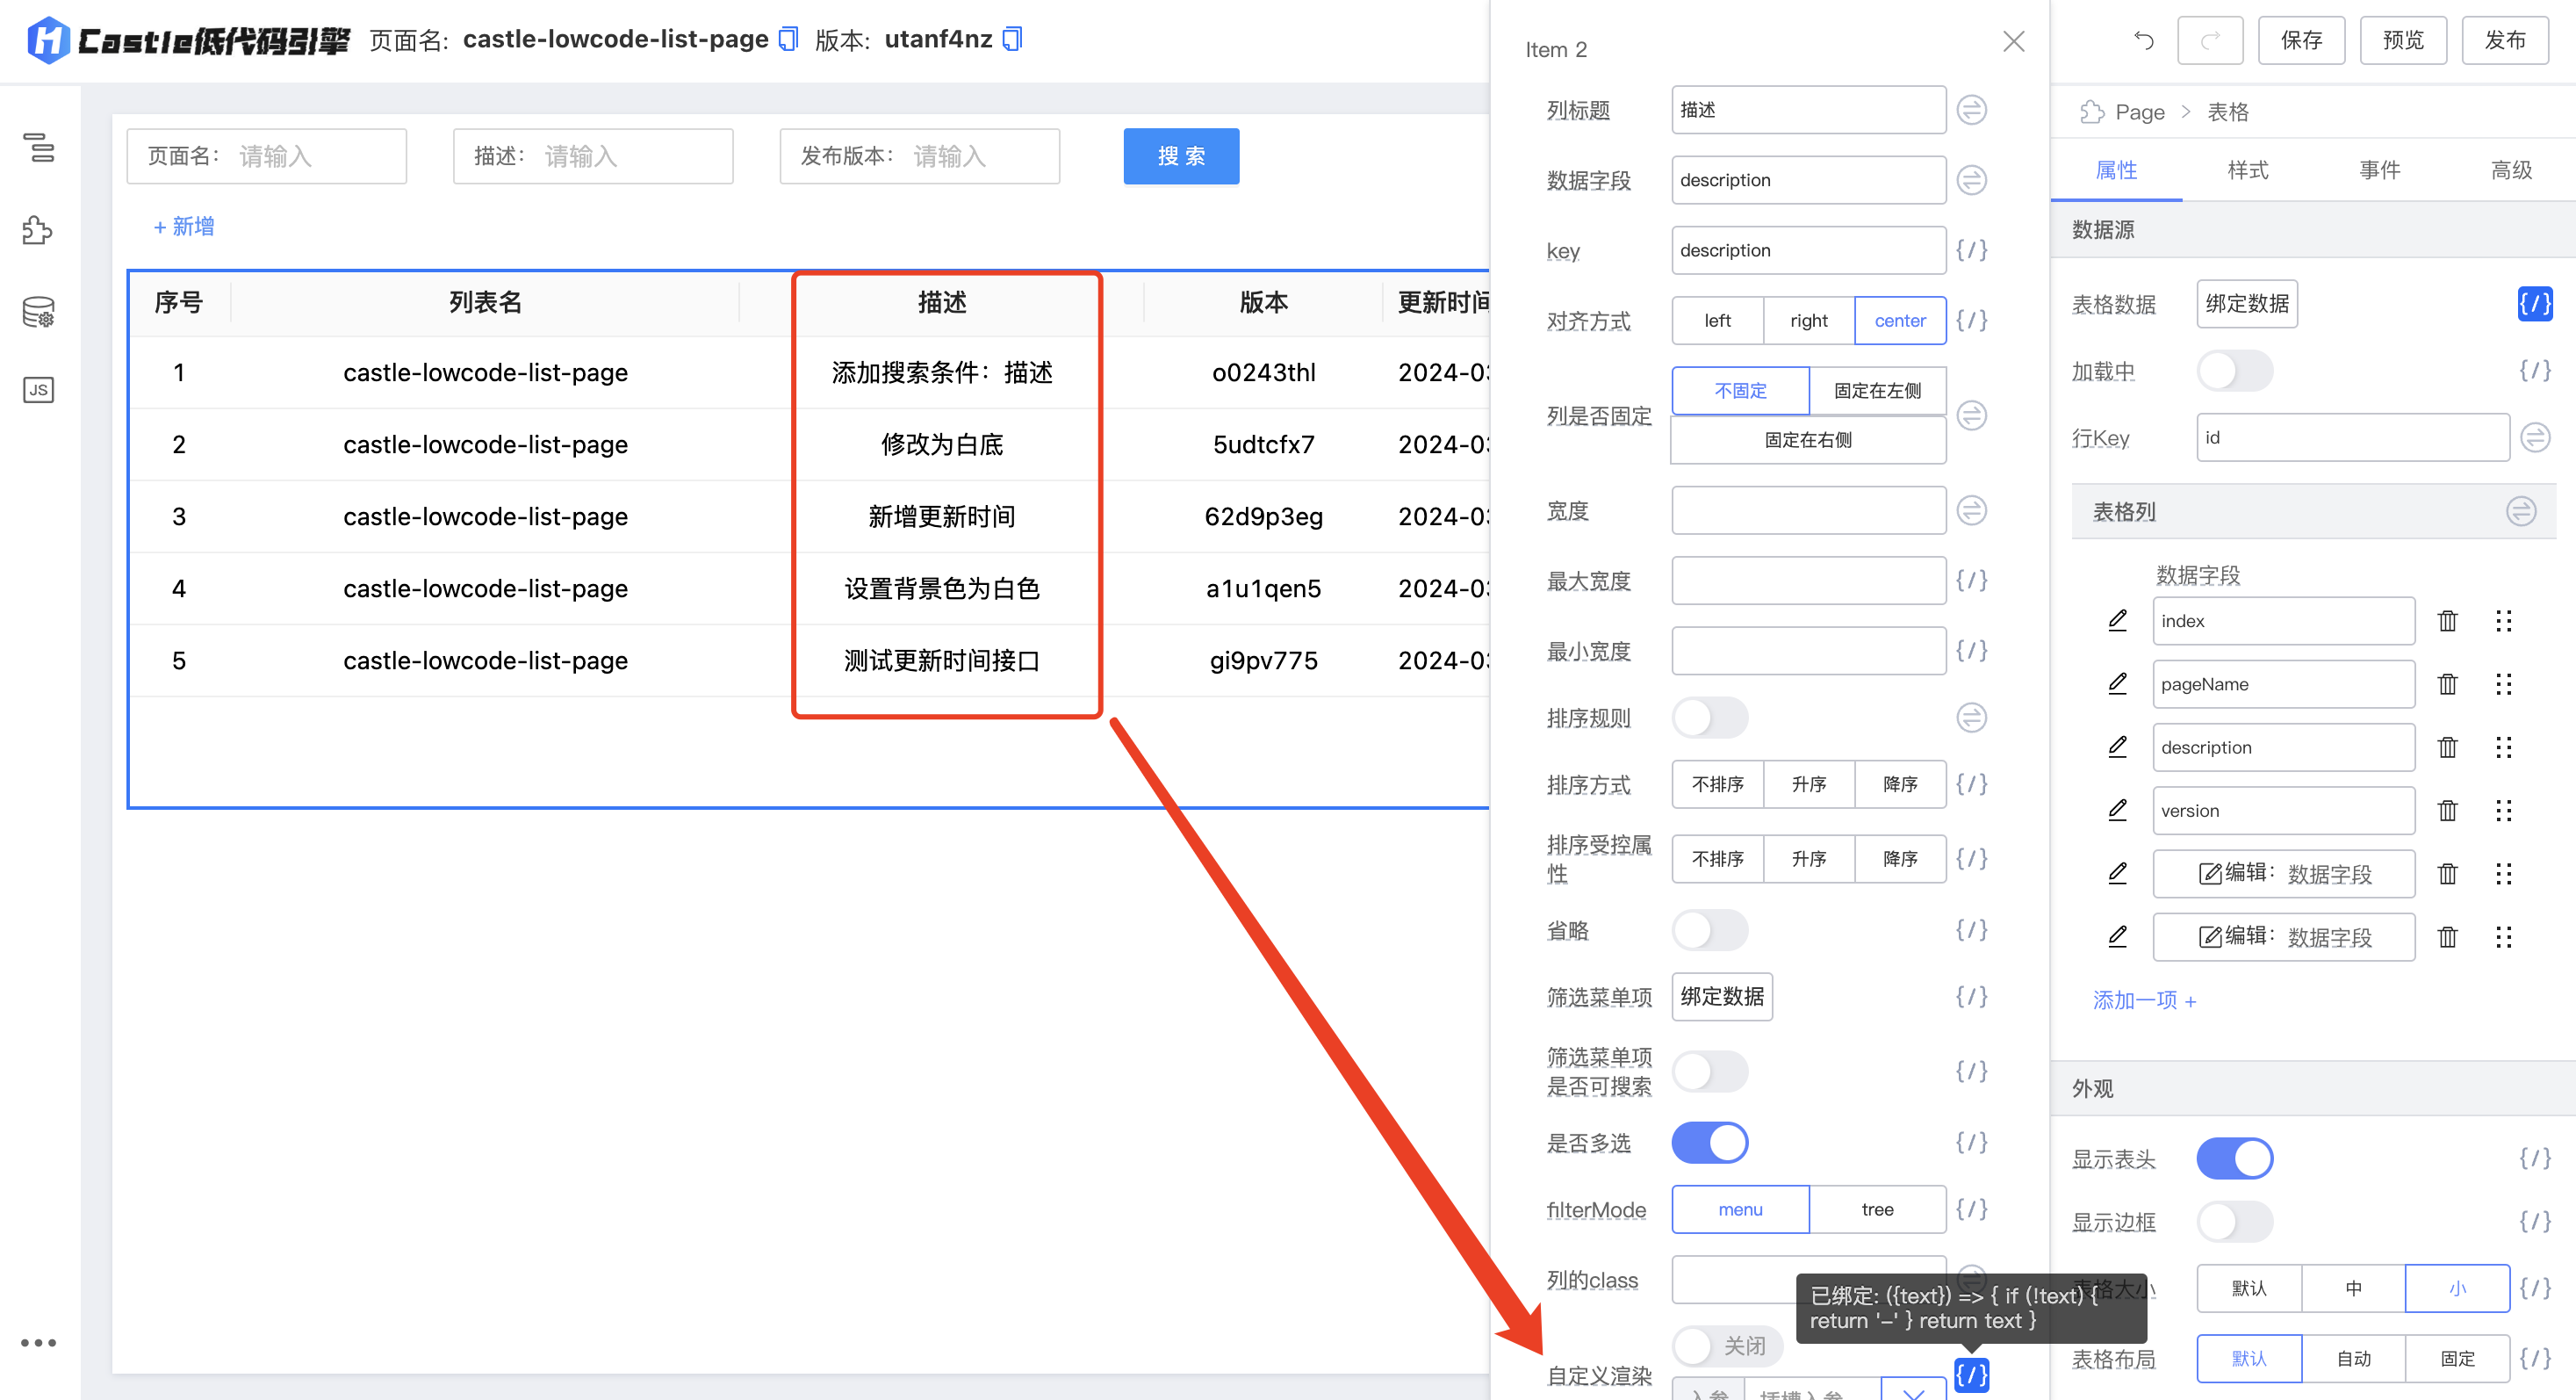 Castle低代码引擎 页面名: castle-lowcode-list-page 版本: utanf4nz
保存 预览 发布
页面名: 请输入 描述: 请输入 发布版本: 请输入 搜 索
+ 新增
序号 列表名 描述 版本 更新时间
1 castle-lowcode-list-page 添加搜索条件：描述 o0243thl 2024-03
2 castle-lowcode-list-page 修改为白底 5udtcfx7 2024-03
3 castle-lowcode-list-page 新增更新时间 62d9p3eg 2024-03
4 castle-lowcode-list-page 设置背景色为白色 a1u1qen5 2024-03
5 castle-lowcode-list-page 测试更新时间接口 gi9pv775 2024-03
JS
Item 2
列标题 描述
数据字段 description
key description {/}
对齐方式 left right center {/}
列是否固定 不固定 固定在左侧
固定在右侧
宽度
最大宽度 {/}
最小宽度 {/}
排序规则
排序方式 不排序 升序 降序 {/}
排序受控属性 不排序 升序 降序 {/}
省略 {/}
筛选菜单项 绑定数据 {/}
筛选菜单项
是否可搜索 {/}
是否多选 {/}
filterMode menu tree {/}
列的class
已绑定: ({text}) => { if (!text) {
return '-' } return text }
关闭
自定义渲染 {/}
入参 插槽入参
Page > 表格
属性 样式 事件 高级
数据源
表格数据 绑定数据 {/}
加载中 {/}
行Key id
表格列
数据字段
index
pageName
description
version
编辑： 数据字段
编辑： 数据字段
添加一项 +
外观
显示表头 {/}
显示边框 {/}
表格大小 默认 中 小 {/}
表格布局 默认 自动 固定 {/}